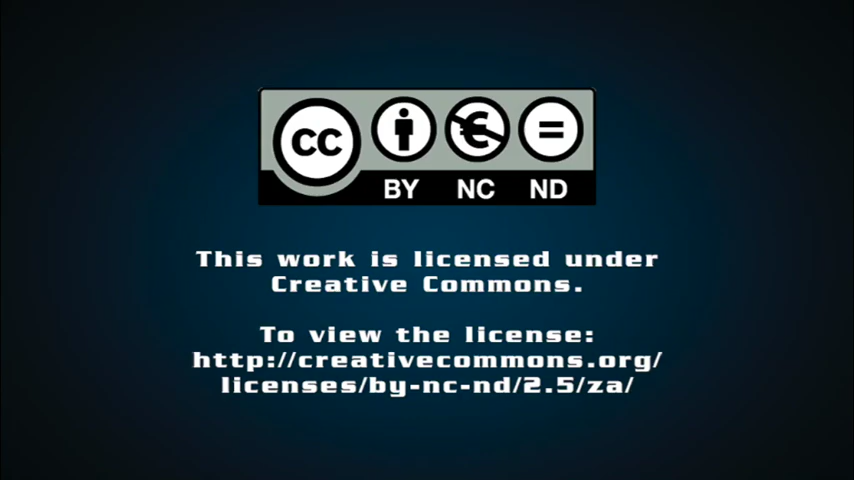 cc
BY NC ND
This work is licensed under
Creative Commons.
To view the license:
http://creativecommons.org/
licenses/by-nc-nd/2.5/za/